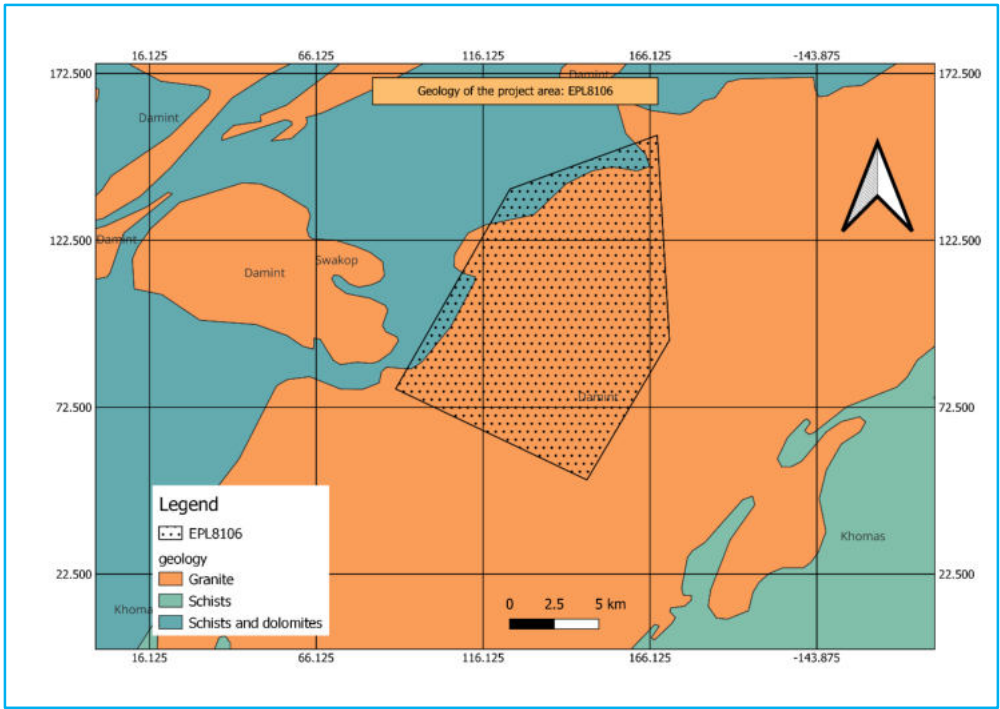 16.125 66.125 116.125 166.125 -143.875
172.500 172.500
Damint
Geology of the project area: EPL8106
Damint
122.500 122.500
Damint
Swakop
Damint
Damint
72.500 72.500
Legend
EPL8106
geology
Granite
Schists
Schists and dolomites
Khomas
22.500 22.500
0 2.5 5 km
Khoma
16.125 66.125 116.125 166.125 -143.875